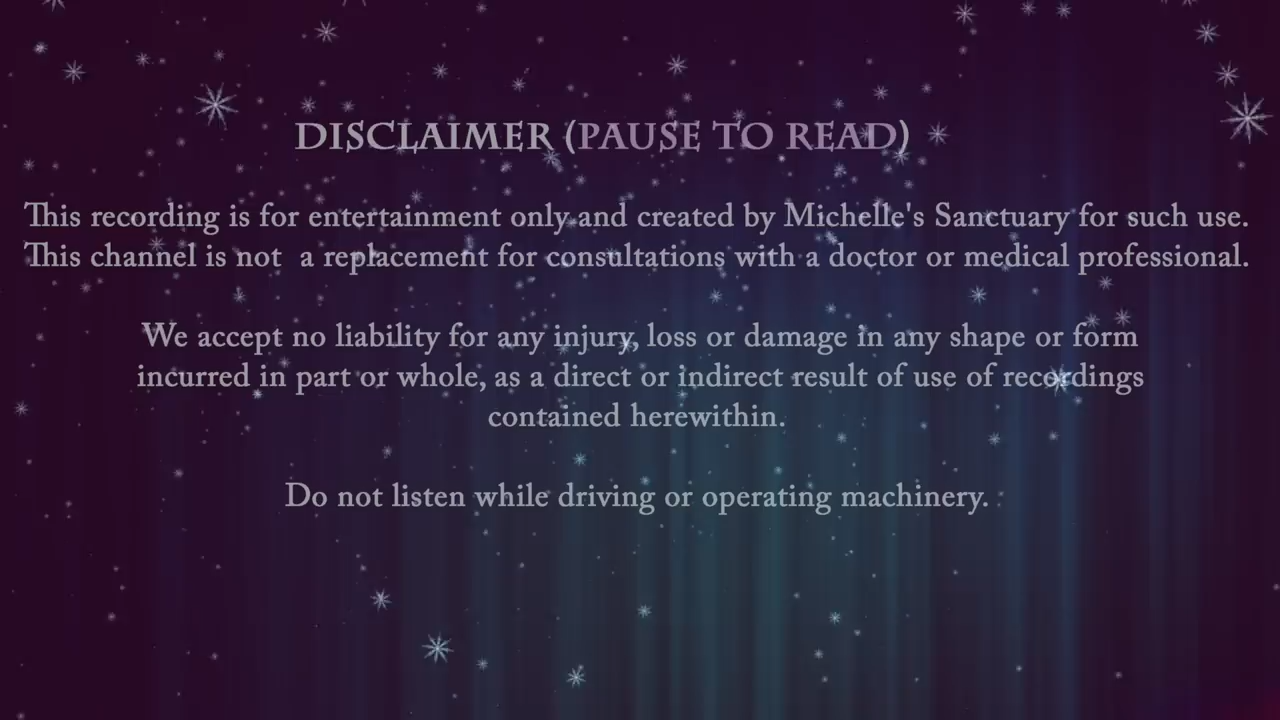 DISCLAIMER (PAUSE TO READ)
This recording is for entertainment only and created by Michelle's Sanctuary for such use.
This channel is not  a replacement for consultations with a doctor or medical professional.
We accept no liability for any injury, loss or damage in any shape or form
incurred in part or whole, as a direct or indirect result of use of recordings
contained herewithin.
Do not listen while driving or operating machinery.